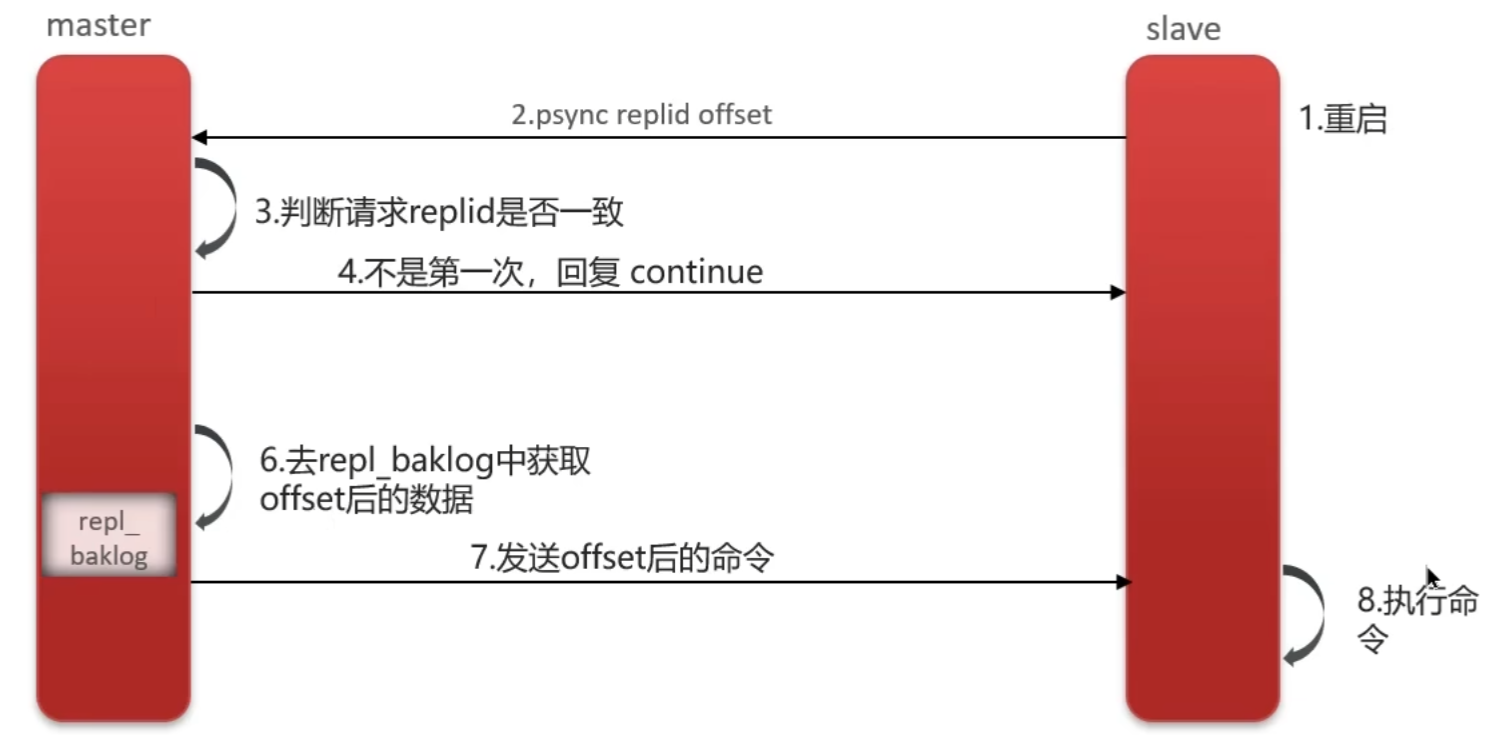 master
slave
2.psync replid offset
1.重启
3.判断请求replid是否一致
4.不是第一次，回复 continue
6.去repl_baklog中获取
offset后的数据
repl_
baklog
7.发送offset后的命令
8.执行命
令